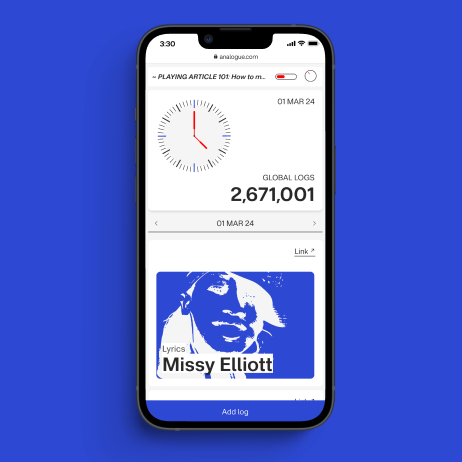 3:30
analogue.com
~ PLAYING ARTICLE 101: How to m...
01 MAR 24
GLOBAL LOGS
2,671,001
01 MAR 24
Link ↗
Lyrics
Missy Elliott
Add log